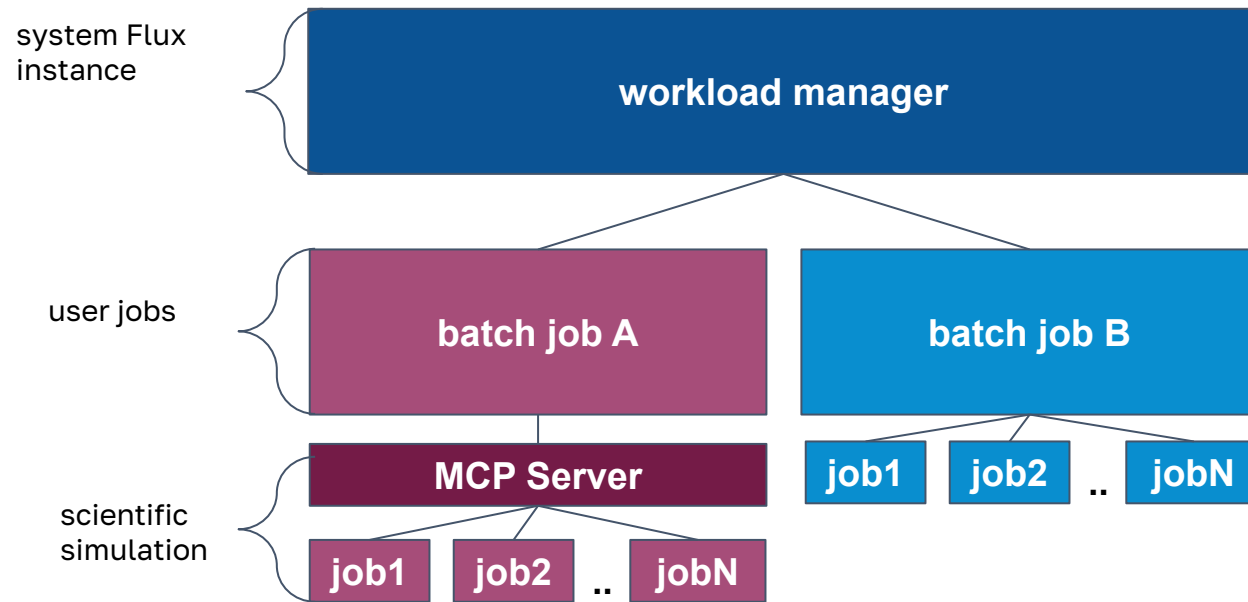 system Flux
instance
workload manager
user jobs
batch job A
batch job B
MCP Server
job1
job2
..
jobN
scientific
simulation
job1
job2
..
jobN